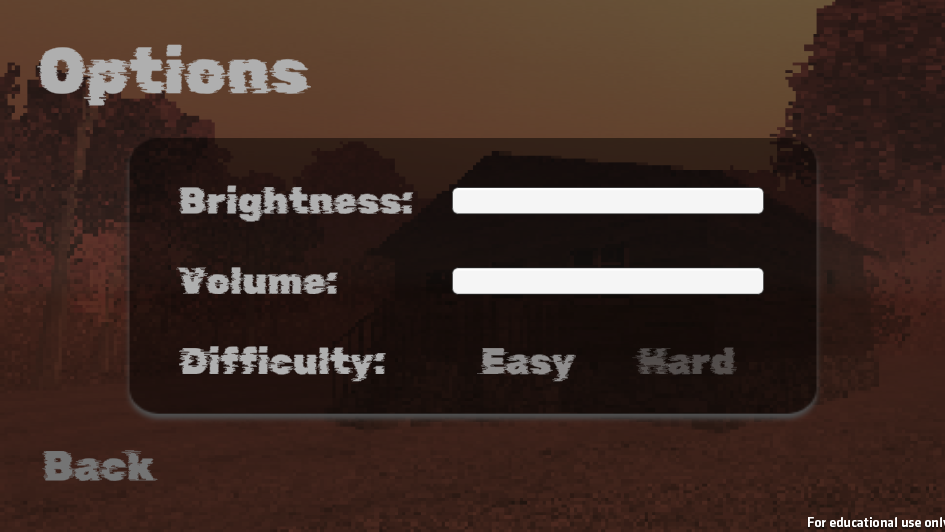 Options
Brightness:
Volume:
Difficulty: Easy Hard
Back
For educational use onl